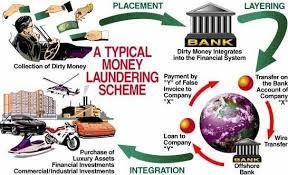 PLACEMENT
LAYERING
BANK
Collection of Dirty Money
Dirty Money Integrates
into the Financial System
A TYPICAL
MONEY
LAUNDERING
SCHEME
Payment by
"Y" of False
Invoice to
Company
"X"
Transfer on
the Bank
Account of
Company
"X"
Loan to
Company
"Y"
Wire
Transfer
BANK
Offshore
Bank
Purchase of
Luxury Assets
Financial Investments
Commercial/Industrial Investments
INTEGRATION